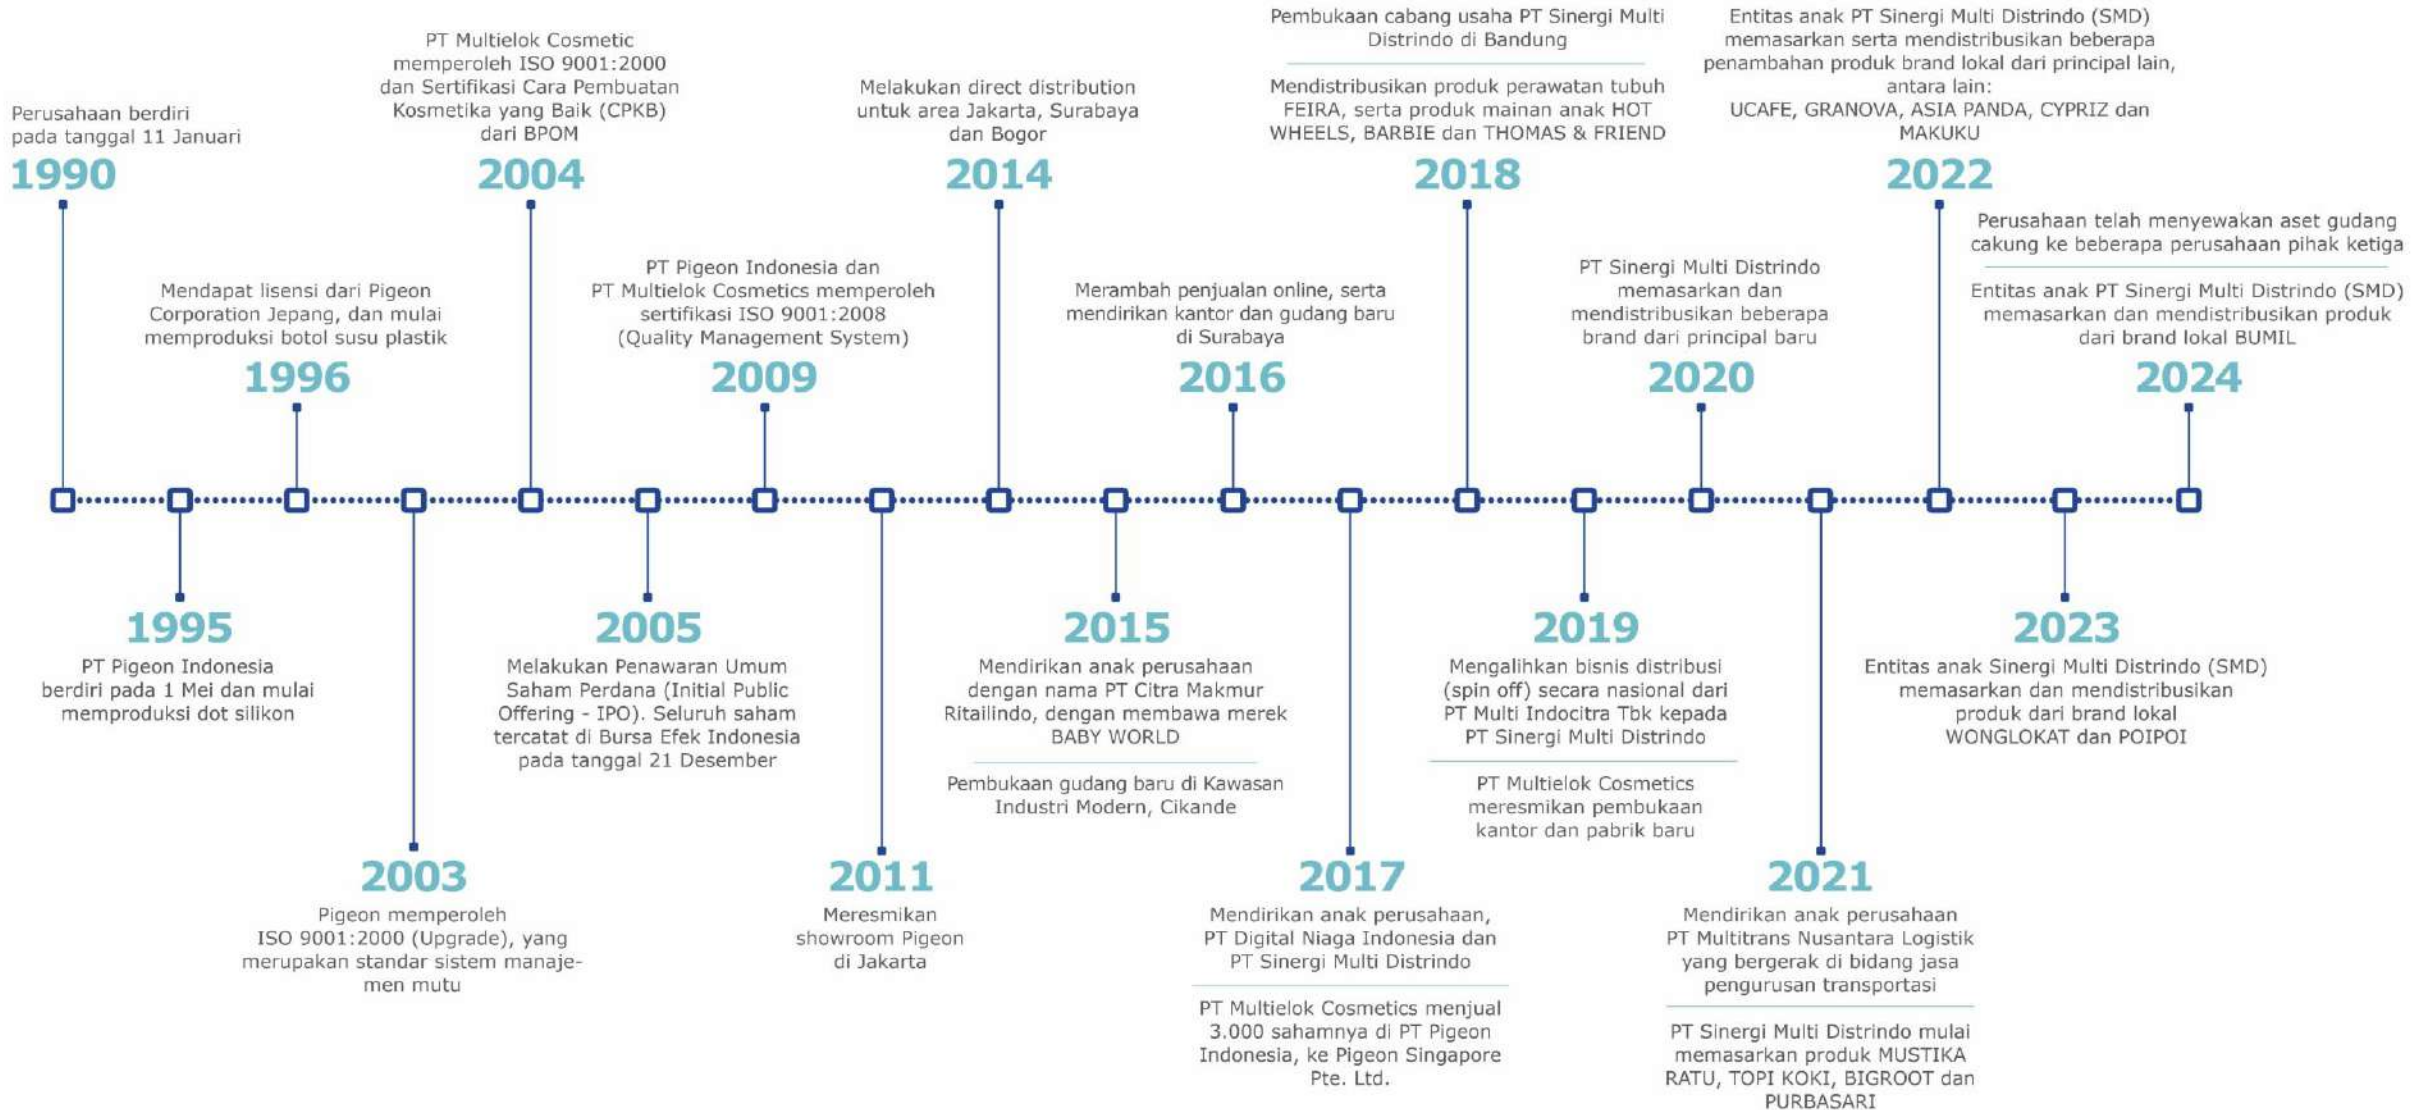 Perusahaan berdiri
pada tanggal 11 Januari
1990
PT Pigeon Indonesia
berdiri pada 1 Mei dan mulai
memproduksi dot silikon
1995
Mendapat lisensi dari Pigeon
Corporation Jepang, dan mulai
memproduksi botol susu plastik
1996
2003
Pigeon memperoleh
ISO 9001:2000 (Upgrade), yang
merupakan standar sistem manaje-
men mutu
PT Multielok Cosmetic
memperoleh ISO 9001:2000
dan Sertifikasi Cara Pembuatan
Kosmetika yang Baik (CPKB)
dari BPOM
2004
2005
Melakukan Penawaran Umum
Saham Perdana (Initial Public
Offering - IPO). Seluruh saham
tercatat di Bursa Efek Indonesia
pada tanggal 21 Desember
PT Pigeon Indonesia dan
PT Multielok Cosmetics memperoleh
sertifikasi ISO 9001:2008
(Quality Management System)
2009
2011
Meresmikan
showroom Pigeon
di Jakarta
Melakukan direct distribution
untuk area Jakarta, Surabaya
dan Bogor
2014
2015
Mendirikan anak perusahaan
dengan nama PT Citra Makmur
Ritailindo, dengan membawa merek
BABY WORLD
Pembukaan gudang baru di Kawasan
Industri Modern, Cikande
Merambah penjualan online, serta
mendirikan kantor dan gudang baru
di Surabaya
2016
2017
Mendirikan anak perusahaan,
PT Digital Niaga Indonesia dan
PT Sinergi Multi Distrindo
PT Multielok Cosmetics menjual
3.000 sahamnya di PT Pigeon
Indonesia, ke Pigeon Singapore
Pte. Ltd.
Pembukaan cabang usaha PT Sinergi Multi
Distrindo di Bandung
Mendistribusikan produk perawatan tubuh
FEIRA, serta produk mainan anak HOT
WHEELS, BARBIE dan THOMAS & FRIEND
2018
2019
Mengalihkan bisnis distribusi
(spin off) secara nasional dari
PT Multi Indocitra Tbk kepada
PT Sinergi Multi Distrindo
PT Multielok Cosmetics
meresmikan pembukaan
kantor dan pabrik baru
PT Sinergi Multi Distrindo
memasarkan dan
mendistribusikan beberapa
brand dari principal baru
2020
2021
Mendirikan anak perusahaan
PT Multitrans Nusantara Logistik
yang bergerak di bidang jasa
pengurusan transportasi
PT Sinergi Multi Distrindo mulai
memasarkan produk MUSTIKA
RATU, TOPI KOKI, BIGROOT dan
PURBASARI
Entitas anak PT Sinergi Multi Distrindo (SMD)
memasarkan serta mendistribusikan beberapa
penambahan produk brand lokal dari principal lain,
antara lain:
UCAFE, GRANOVA, ASIA PANDA, CYPRIZ dan
MAKUKU
2022
2023
Entitas anak Sinergi Multi Distrindo (SMD)
memasarkan dan mendistribusikan
produk dari brand lokal
WONGLOKAT dan POIPOI
Perusahaan telah menyewakan aset gudang
cakung ke beberapa perusahaan pihak ketiga
Entitas anak PT Sinergi Multi Distrindo (SMD)
memasarkan dan mendistribusikan produk
dari brand lokal BUMIL
2024